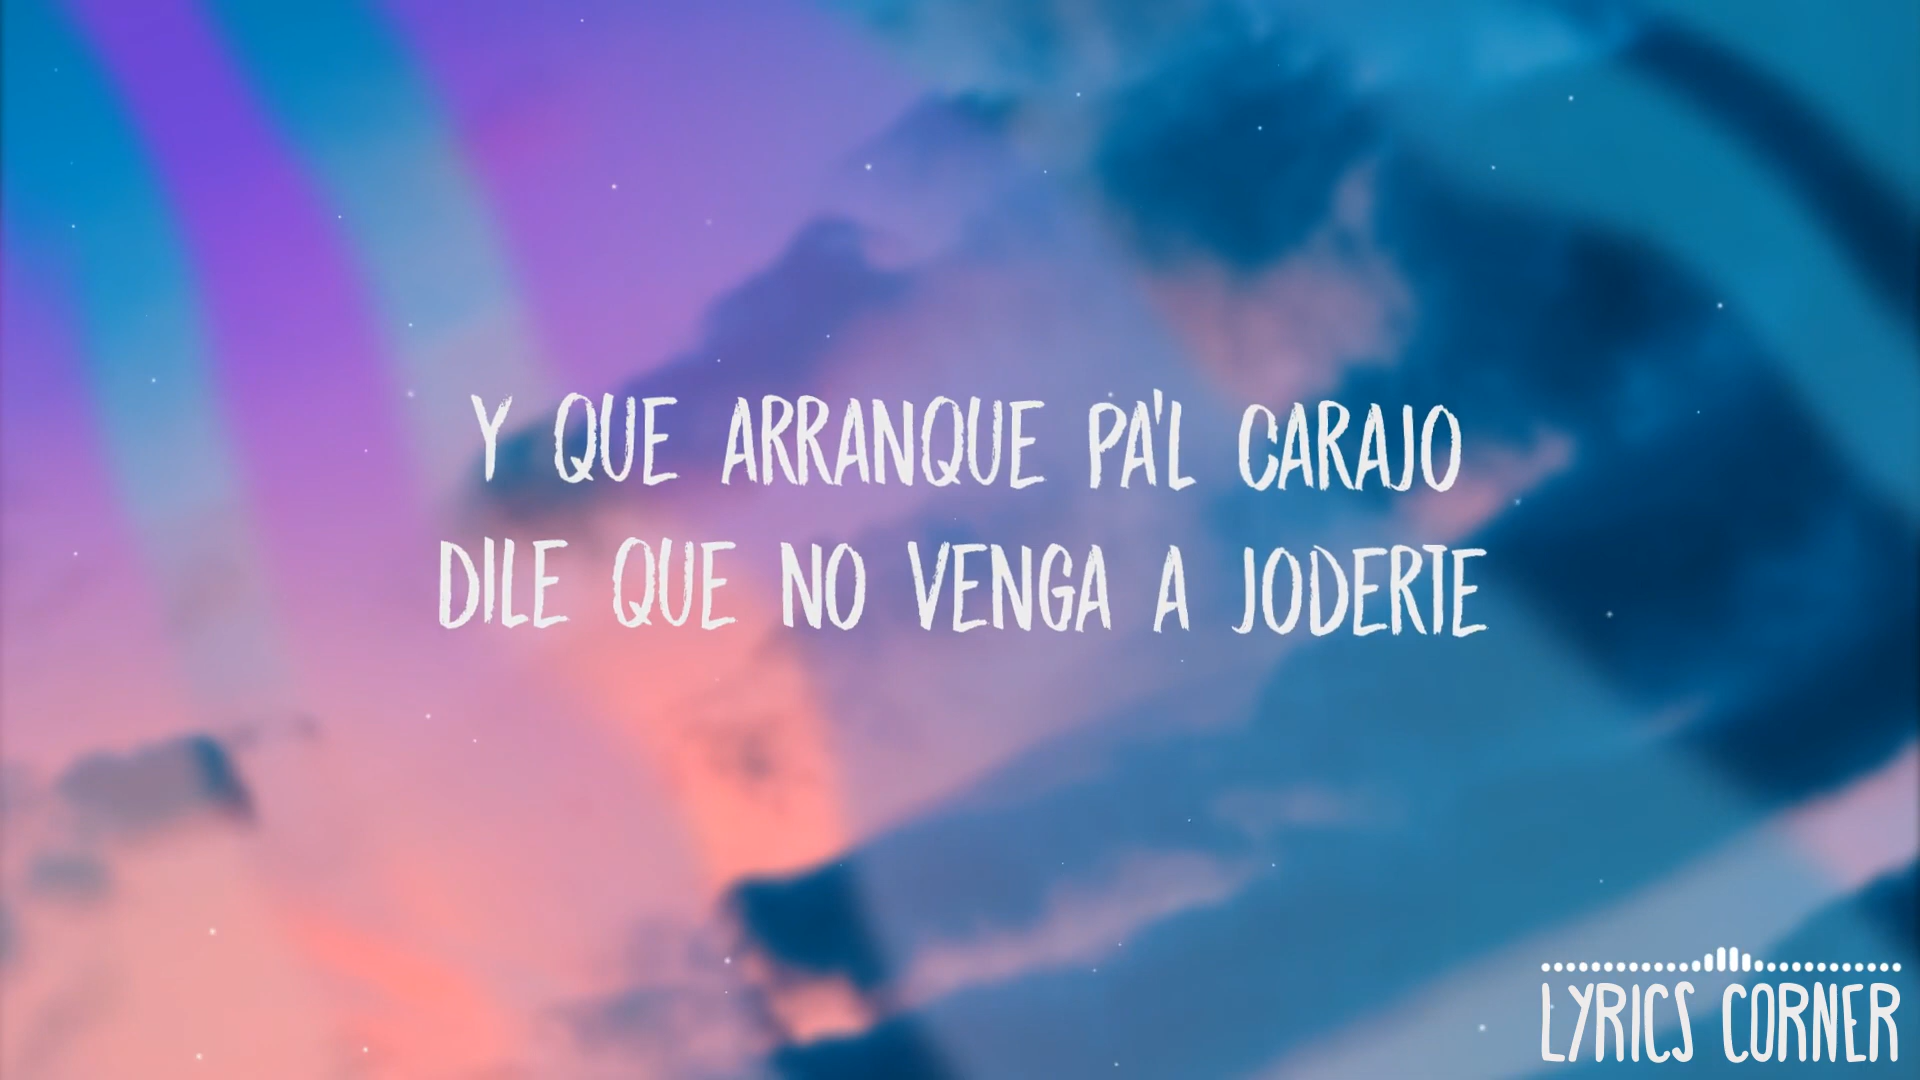 Y QUE ARRANQUE PA'L CARAJO
DILE QUE NO VENGA A JODERTE
LYRICS CORNER